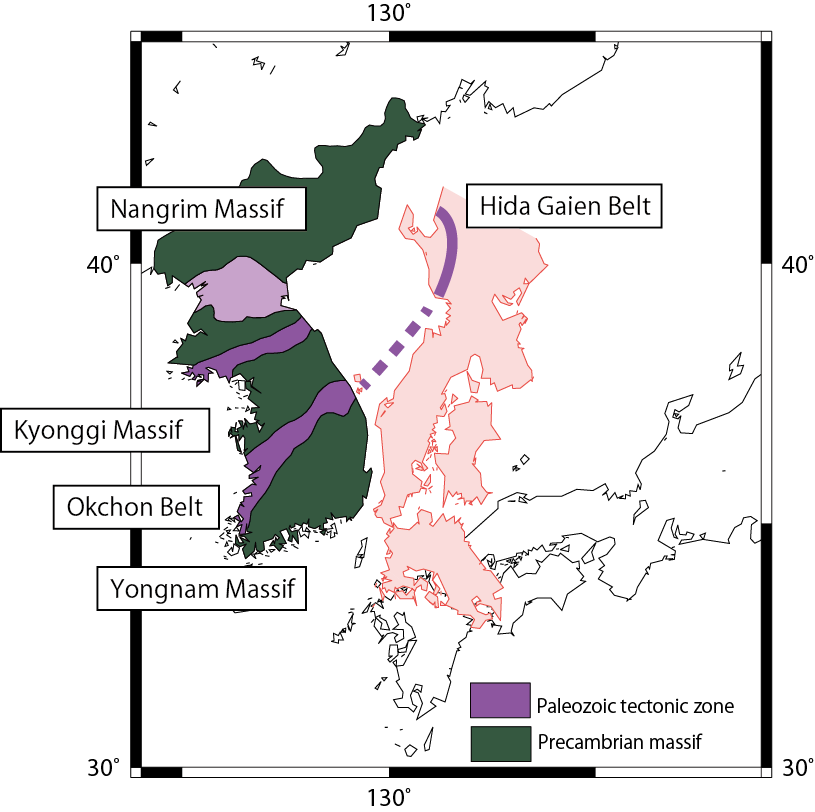 130°
Nangrim Massif
Hida Gaien Belt
40°
40°
Kyonggi Massif
Okchon Belt
Yongnam Massif
Paleozoic tectonic zone
Precambrian massif
30°
30°
130°